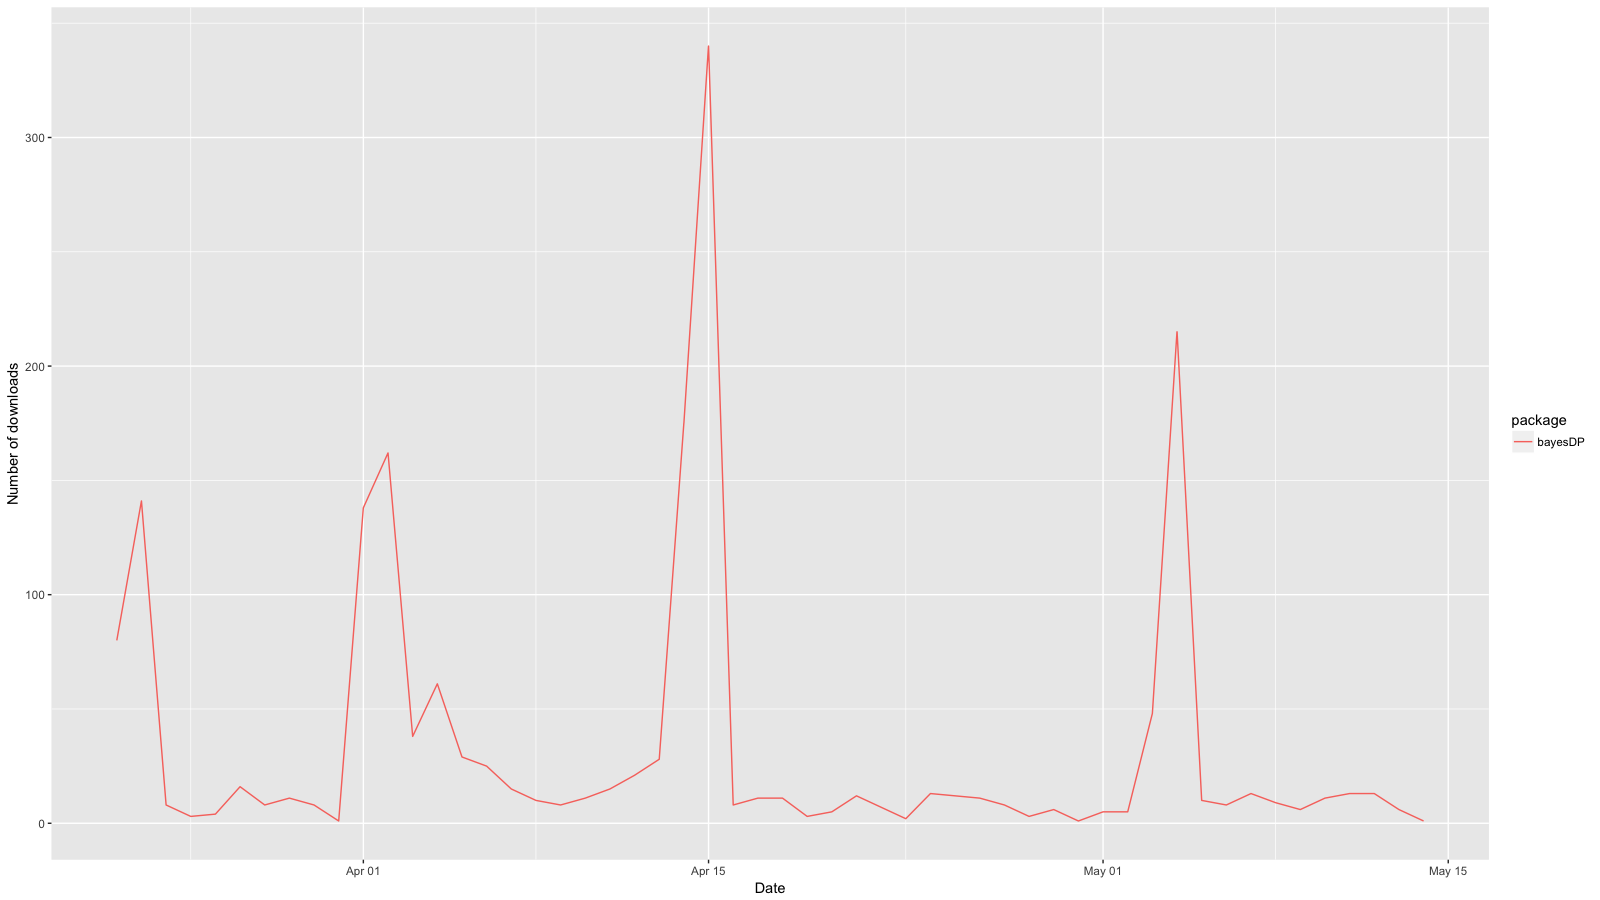 Number of downloads
300
200
100
0
Apr 01
Apr 15
May 01
May 15
Date
package
bayesDP